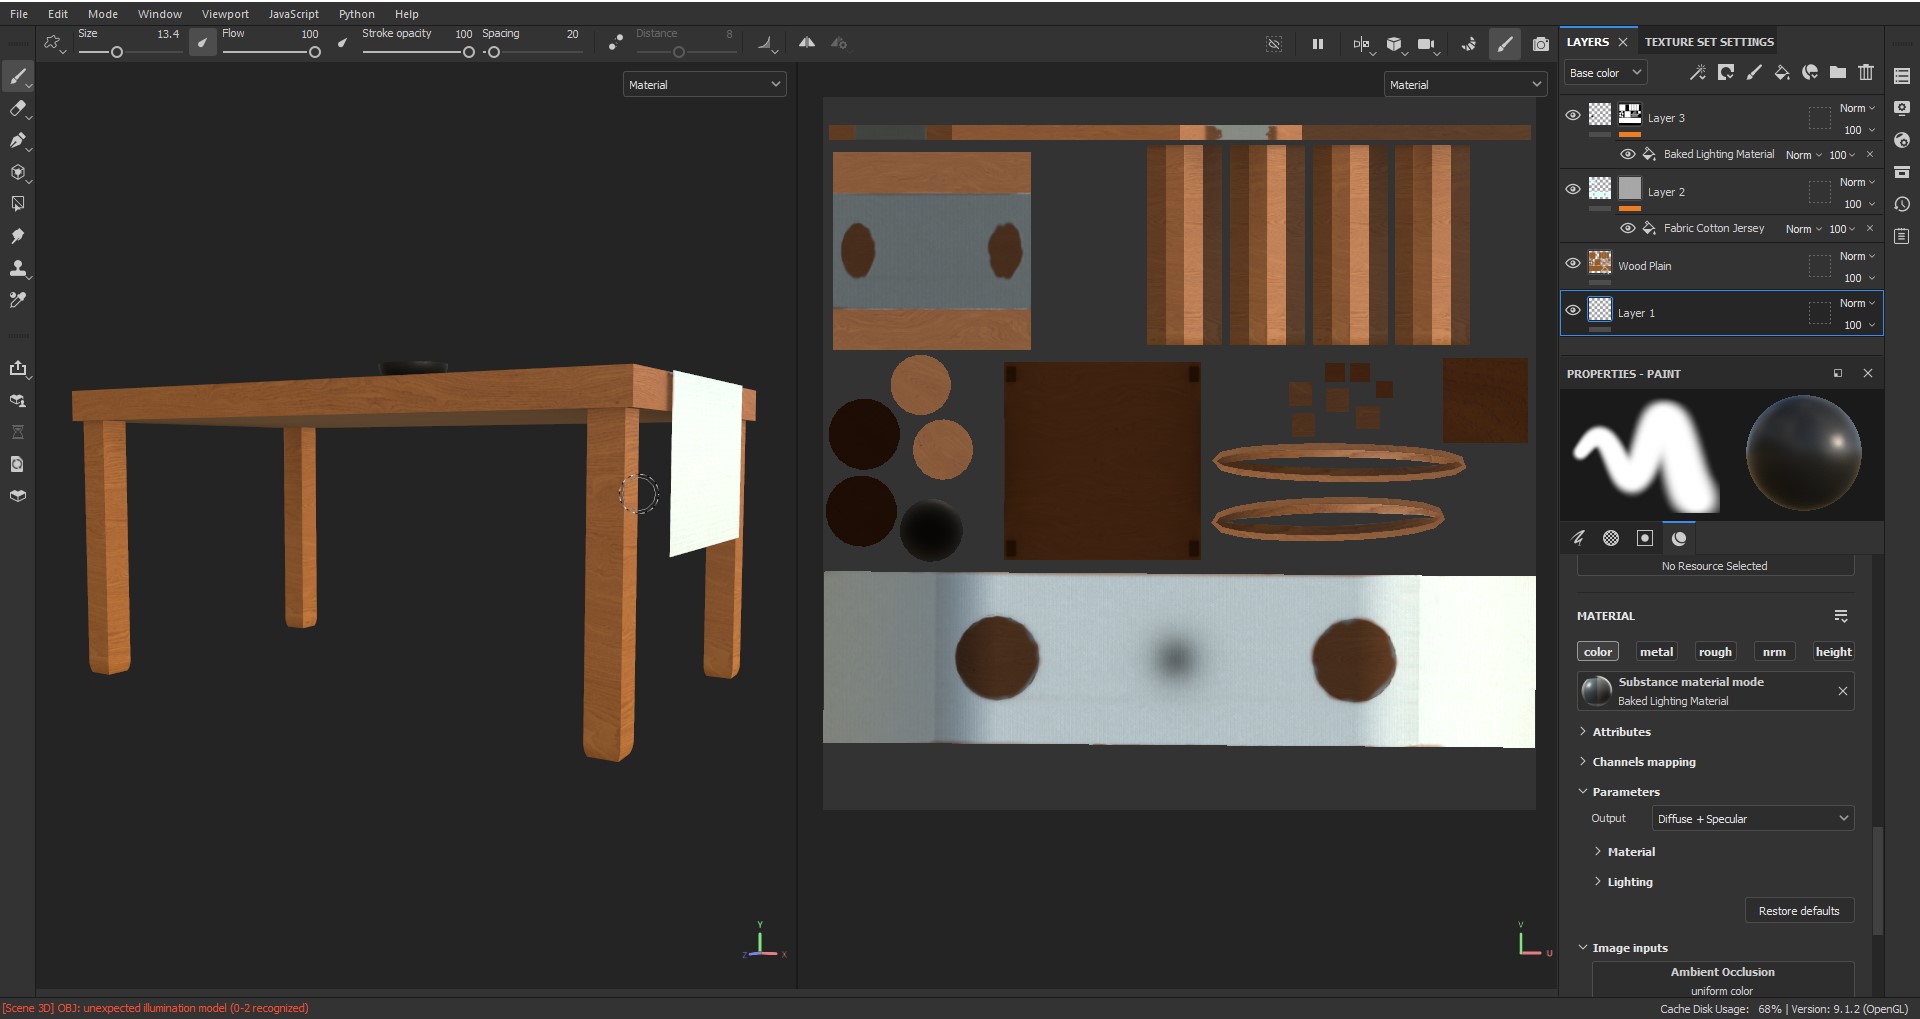 File Edit Mode Window Viewport JavaScript Python Help
Size 13.4 Flow 100 Stroke opacity 100 Spacing 20 Distance 8
Material
Material
Y
Z X
V
U
LAYERS TEXTURE SET SETTINGS
Base color
Layer 3 Norm
100
Baked Lighting Material Norm 100
Layer 2 Norm
100
Fabric Cotton Jersey Norm 100
Wood Plain Norm
100
Layer 1 Norm
100
PROPERTIES - PAINT
No Resource Selected
MATERIAL
color metal rough nrm height
Substance material mode
Baked Lighting Material
Attributes
Channels mapping
Parameters
Output Diffuse + Specular
Material
Lighting
Restore defaults
Image inputs
Ambient Occlusion
uniform color
[Scene 3D] OBJ: unexpected illumination model (0-2 recognized)
Cache Disk Usage: 68% | Version: 9.1.2 (OpenGL)